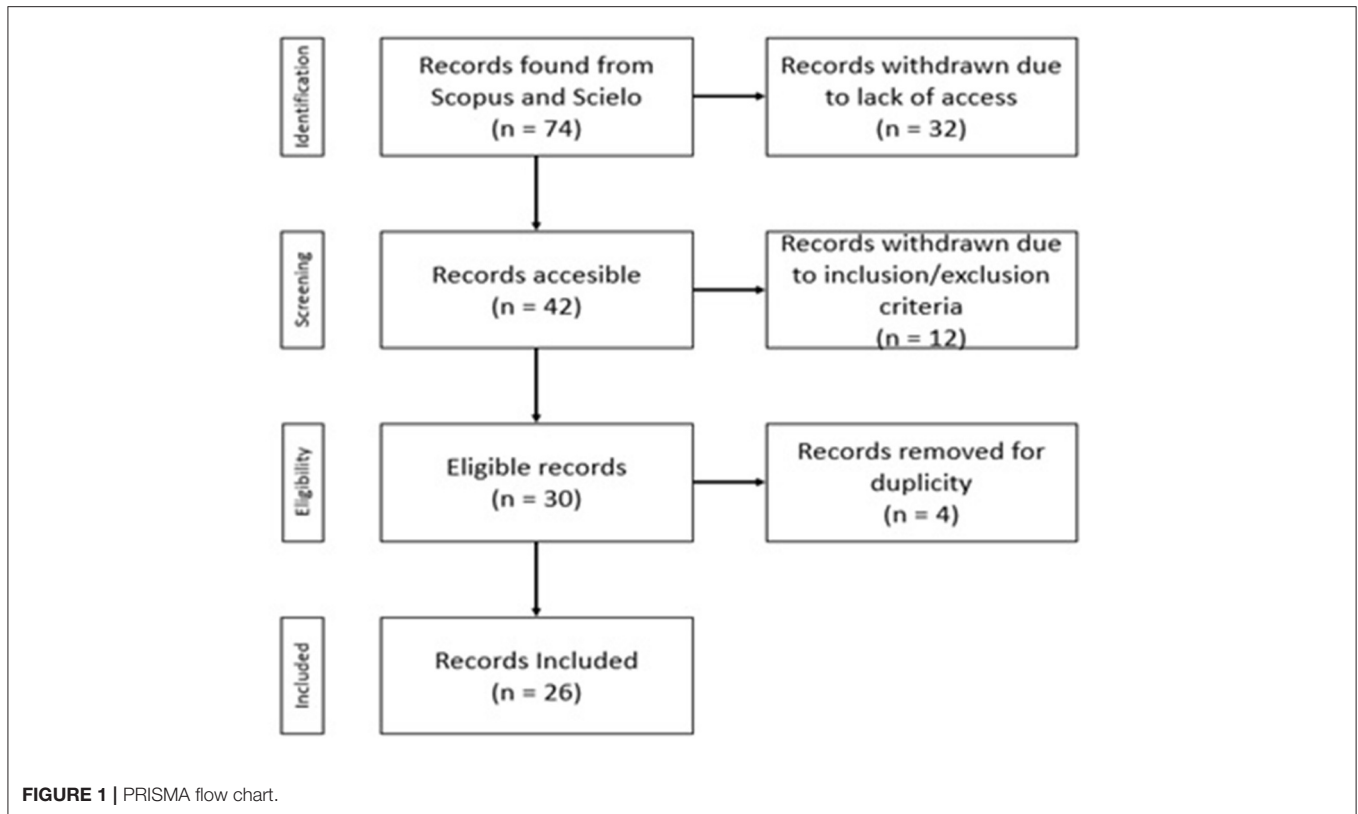 Identification
Records found from
Scopus and Scielo
(n = 74)
Records withdrawn due
to lack of access
(n = 32)
Screening
Records accesible
(n = 42)
Records withdrawn due
to inclusion/exclusion
criteria
(n = 12)
Eligibility
Eligible records
(n = 30)
Records removed for
duplicity
(n = 4)
Included
Records Included
(n = 26)
FIGURE 1 | PRISMA flow chart.